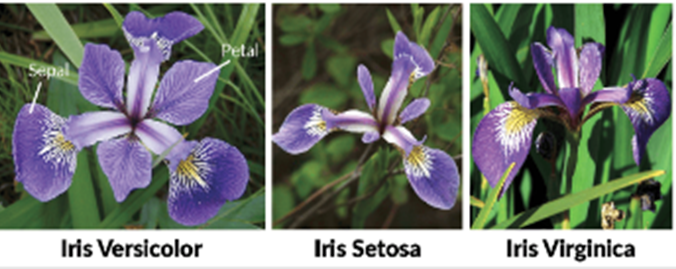 Petal
Sepal
Iris Versicolor
Iris Setosa
Iris Virginica